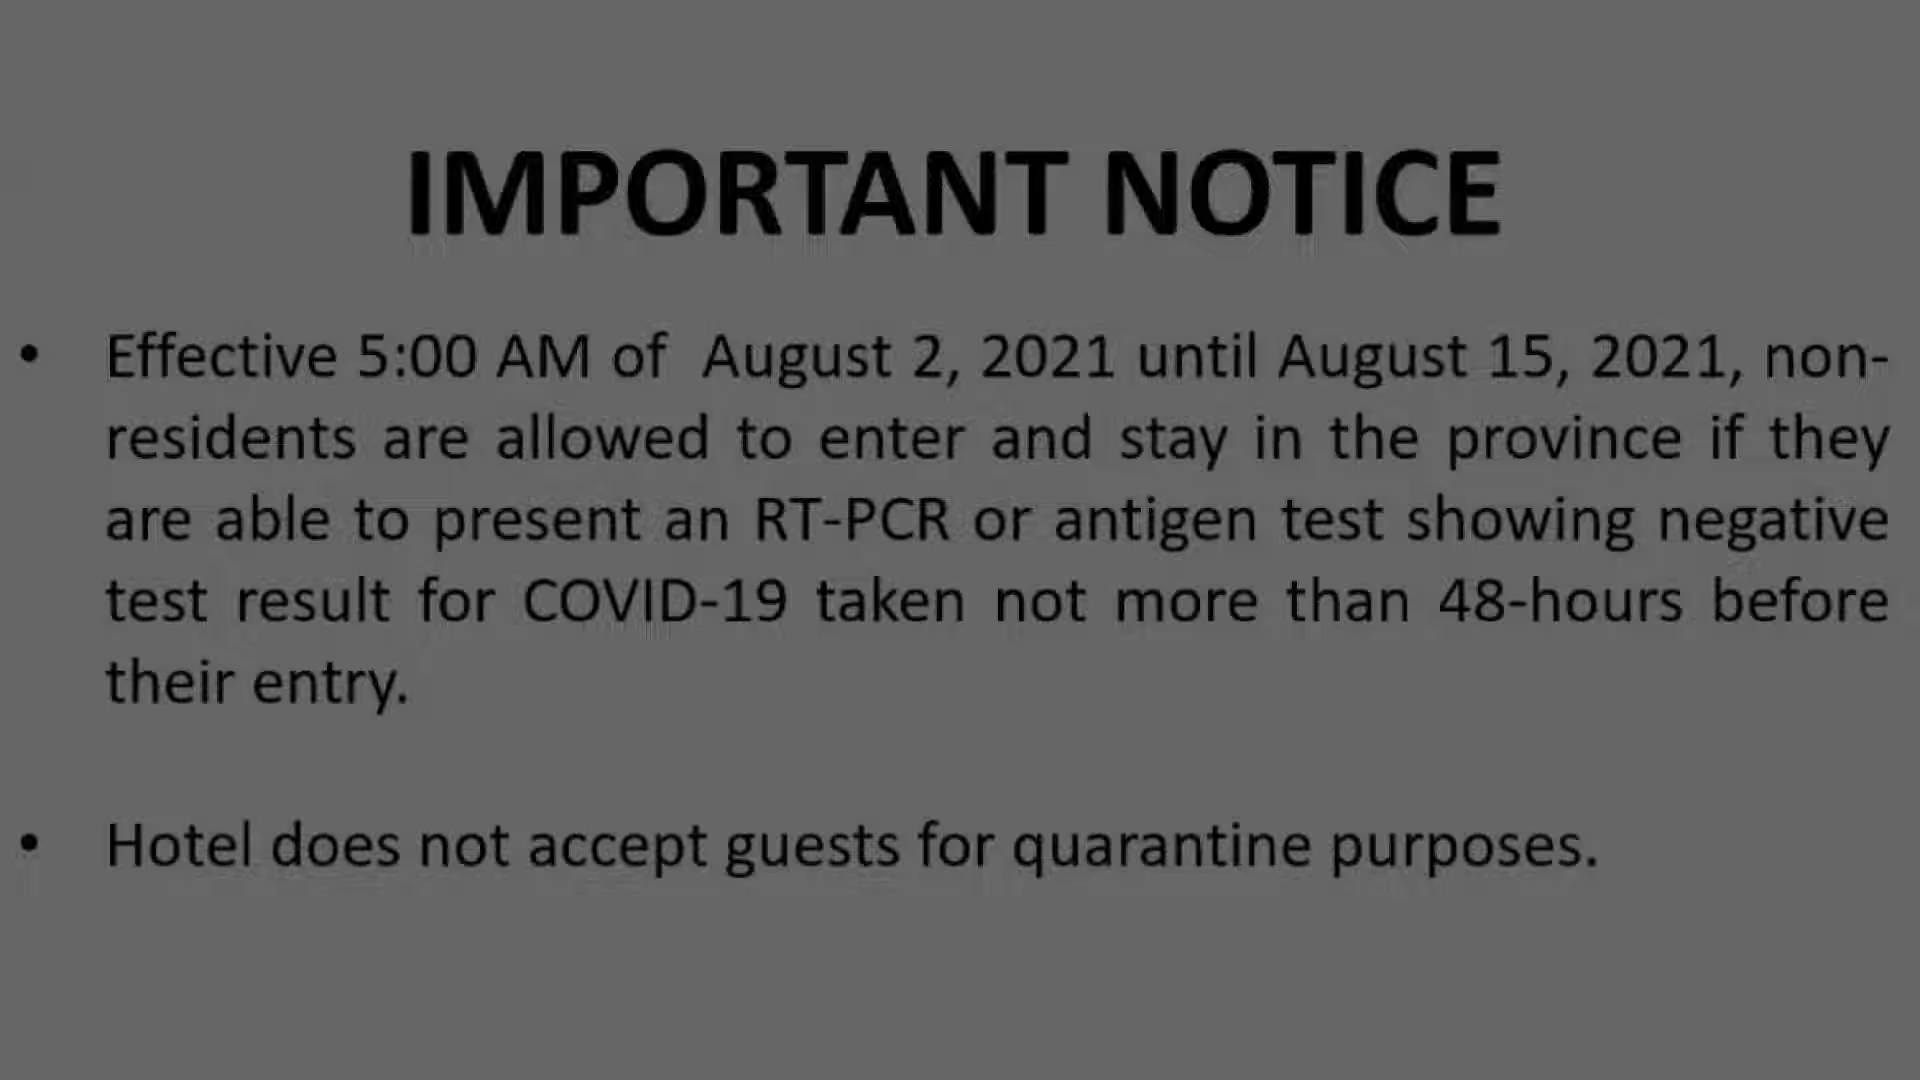 IMPORTANT NOTICE
• Effective 5:00 AM of August 2, 2021 until August 15, 2021, non-
residents are allowed to enter and stay in the province if they
are able to present an RT-PCR or antigen test showing negative
test result for COVID-19 taken not more than 48-hours before
their entry.
• Hotel does not accept guests for quarantine purposes.